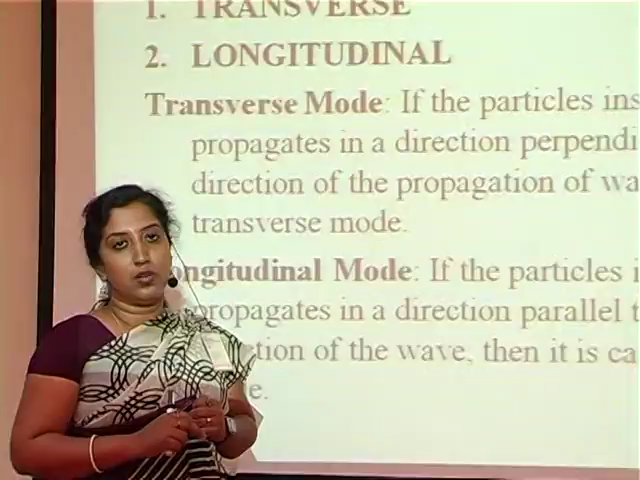 1. TRANSVERSE
2. LONGITUDINAL
Transverse Mode: If the particles ins
propagates in a direction perpendi
direction of the propagation of wa
transverse mode.
ongitudinal Mode: If the particles i
propagates in a direction parallel t
ction of the wave, then it is ca
e.